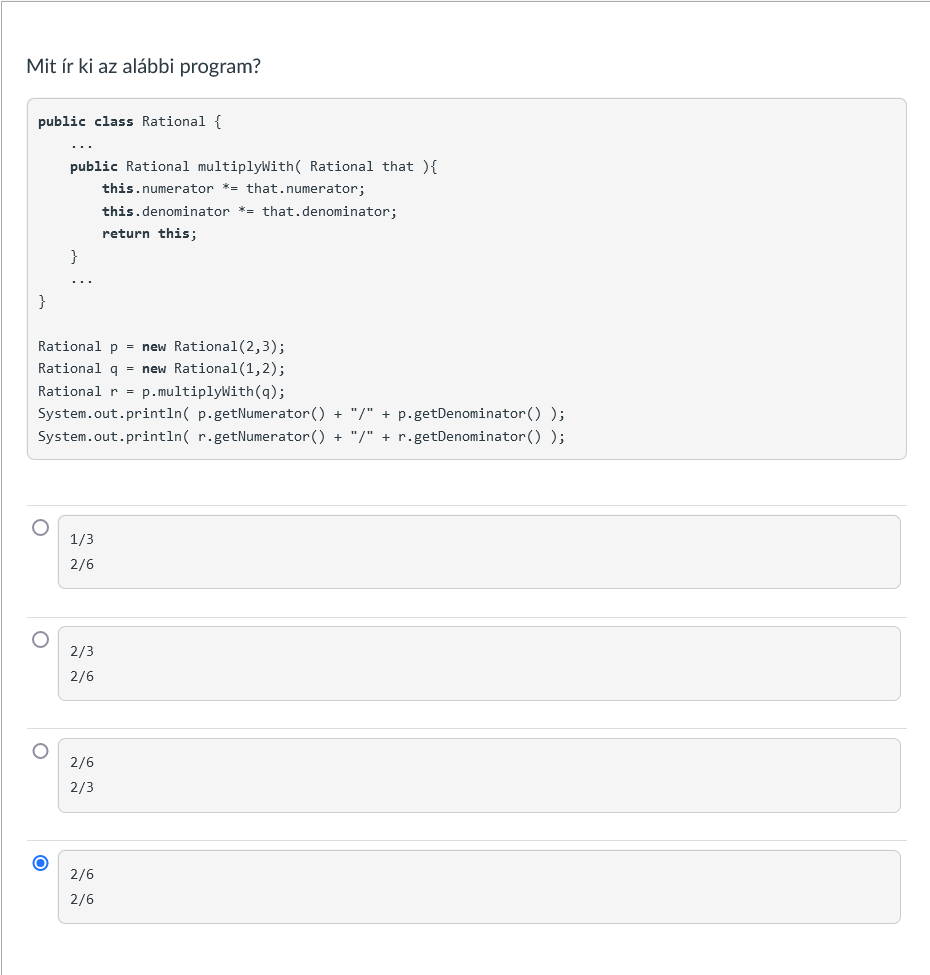 Mit ír ki az alábbi program?
public class Rational {
    ...
    public Rational multiplyWith( Rational that ){
        this.numerator *= that.numerator;
        this.denominator *= that.denominator;
        return this;
    }
    ...
}

Rational p = new Rational(2,3);
Rational q = new Rational(1,2);
Rational r = p.multiplyWith(q);
System.out.println( p.getNumerator() + "/" + p.getDenominator() );
System.out.println( r.getNumerator() + "/" + r.getDenominator() );
1/3
2/6
2/3
2/6
2/6
2/3
2/6
2/6